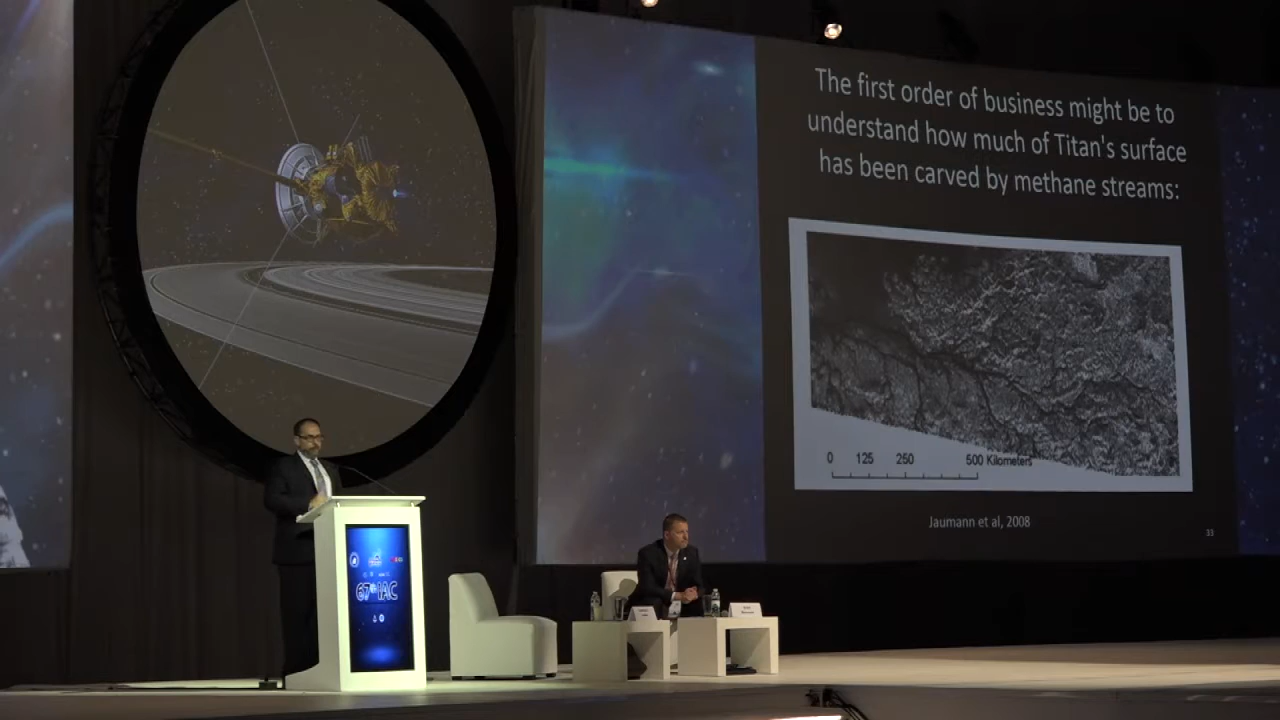 The first order of business might be to
understand how much of Titan's surface
has been carved by methane streams:
0 125 250 500 Kilometers
Jaumann et al, 2008
33
67th IAC